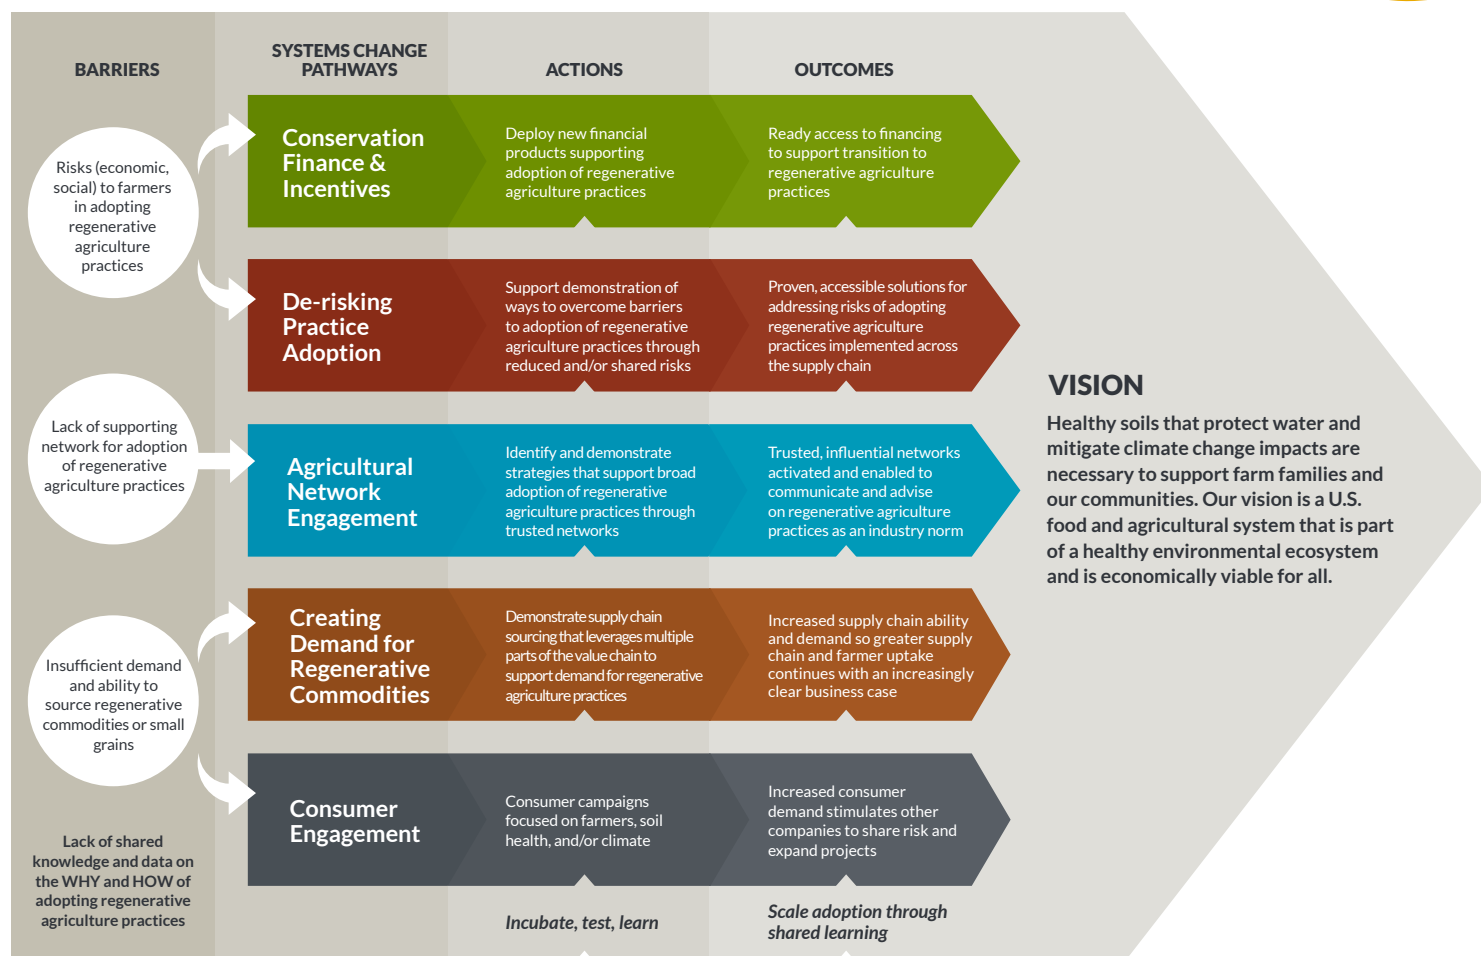 BARRIERS
Risks (economic,
social) to farmers
in adopting
regenerative
agriculture
practices
Lack of supporting
network for adoption
of regenerative
agriculture practices
Insufficient demand
and ability to
source regenerative
commodities or small
grains
Lack of shared
knowledge and data on
the WHY and HOW of
adopting regenerative
agriculture practices
SYSTEMS CHANGE
PATHWAYS
ACTIONS
OUTCOMES
Conservation
Finance &
Incentives
Deploy new financial
products supporting
adoption of regenerative
agriculture practices
Ready access to financing
to support transition to
regenerative agriculture
practices
De-risking
Practice
Adoption
Support demonstration of
ways to overcome barriers
to adoption of regenerative
agriculture practices through
reduced and/or shared risks
Proven, accessible solutions for
addressing risks of adopting
regenerative agriculture
practices implemented across
the supply chain
Agricultural
Network
Engagement
Identify and demonstrate
strategies that support broad
adoption of regenerative
agriculture practices through
trusted networks
Trusted, influential networks
activated and enabled to
communicate and advise
on regenerative agriculture
practices as an industry norm
Creating
Demand for
Regenerative
Commodities
Demonstrate supply chain
sourcing that leverages multiple
parts of the value chain to
support demand for regenerative
agriculture practices
Increased supply chain ability
and demand so greater supply
chain and farmer uptake
continues with an increasingly
clear business case
Consumer
Engagement
Consumer campaigns
focused on farmers, soil
health, and/or climate
Increased consumer
demand stimulates other
companies to share risk and
expand projects
Incubate, test, learn
Scale adoption through
shared learning
VISION
Healthy soils that protect water and
mitigate climate change impacts are
necessary to support farm families and
our communities. Our vision is a U.S.
food and agricultural system that is part
of a healthy environmental ecosystem
and is economically viable for all.